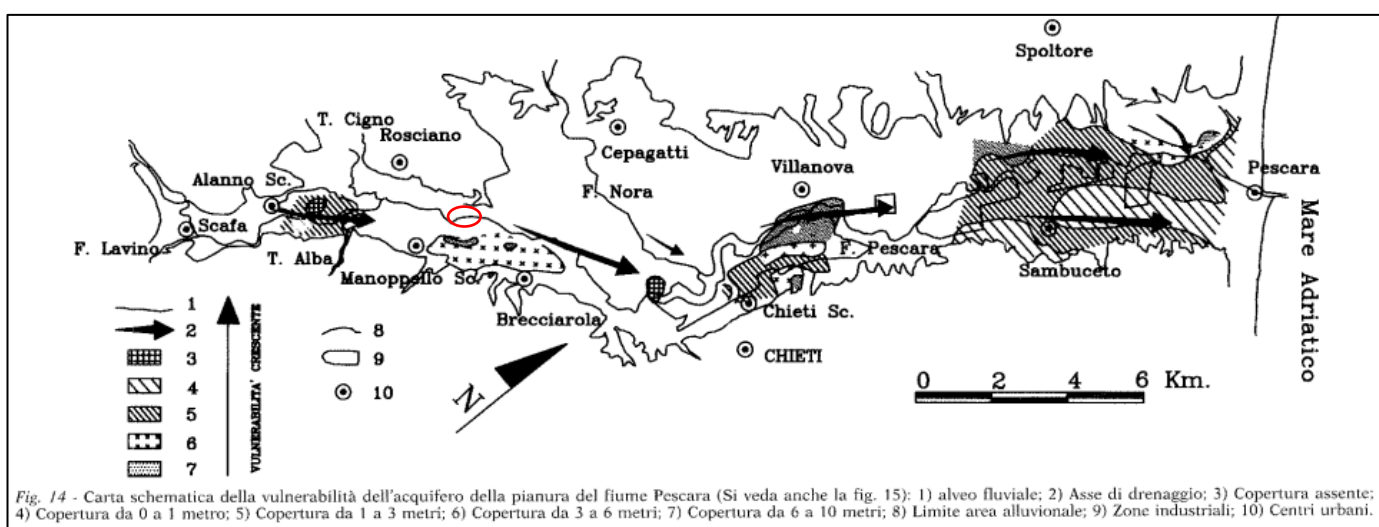 Spoltore
T. Cigno
Rosciano
Cepagatti
Villanova
Alanno Sc.
F. Nora
Pescara
Scafa
F. Lavino
T. Alba
F. Pescara
Manoppello Sc.
Sambuceto
Mare Adriatico
Brecciarola
Chieti Sc.
CHIETI
N
0 2 4 6 Km.
1
2
3
4
5
6
7
VULNERABILITA' CRESCENTE
8
9
10
Fig. 14 - Carta schematica della vulnerabilità dell'acquifero della pianura del fiume Pescara (Si veda anche la fig. 15): 1) alveo fluviale; 2) Asse di drenaggio; 3) Copertura assente;
4) Copertura da 0 a 1 metro; 5) Copertura da 1 a 3 metri; 6) Copertura da 3 a 6 metri; 7) Copertura da 6 a 10 metri; 8) Limite area alluvionale; 9) Zone industriali; 10) Centri urbani.